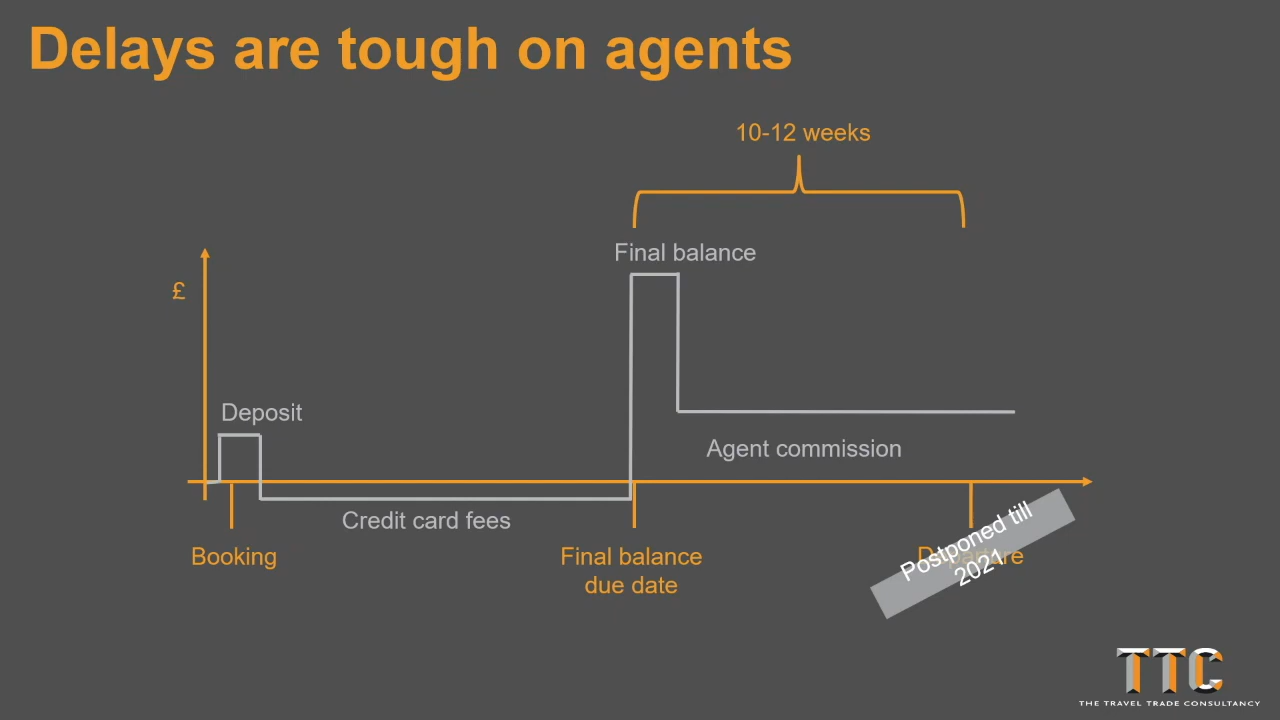 Delays are tough on agents
10-12 weeks
Final balance
£
Deposit
Agent commission
Credit card fees
Booking
Final balance
due date
Departure
Postponed till
2021
TTC
THE TRAVEL TRADE CONSULTANCY